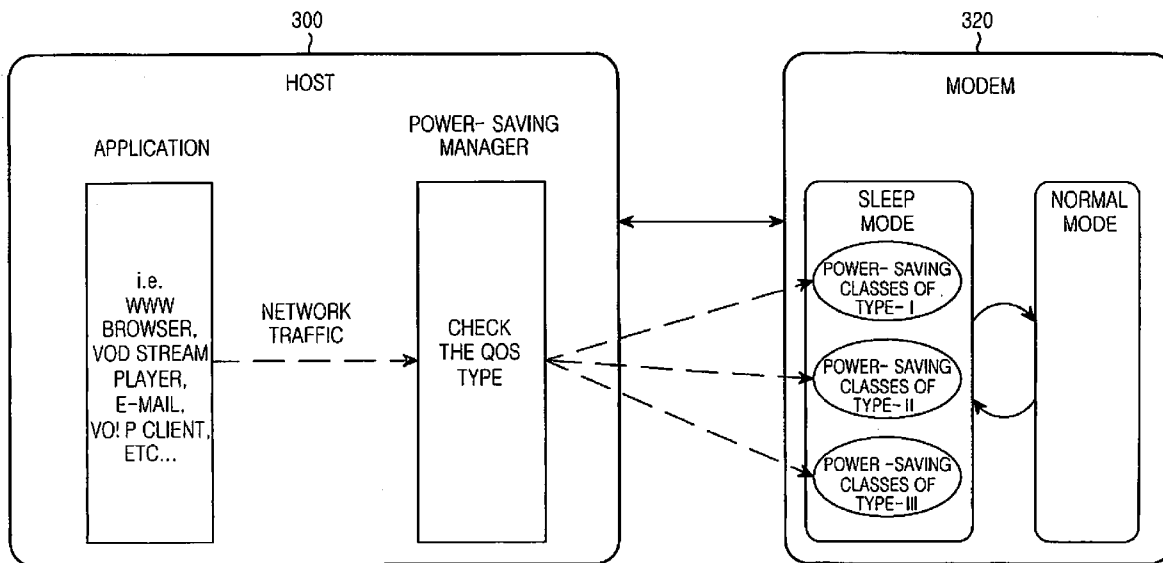 300
320
HOST
MODEM
APPLICATION
POWER- SAVING
MANAGER
i.e.
WWW
BROWSER,
VOD STREAM
PLAYER,
E-MAIL,
VO!P CLIENT,
ETC...
NETWORK
TRAFFIC
CHECK
THE QOS
TYPE
SLEEP
MODE
POWER- SAVING
CLASSES OF
TYPE- I
POWER- SAVING
CLASSES OF
TYPE- II
POWER -SAVING
CLASSES OF
TYPE-III
NORMAL
MODE